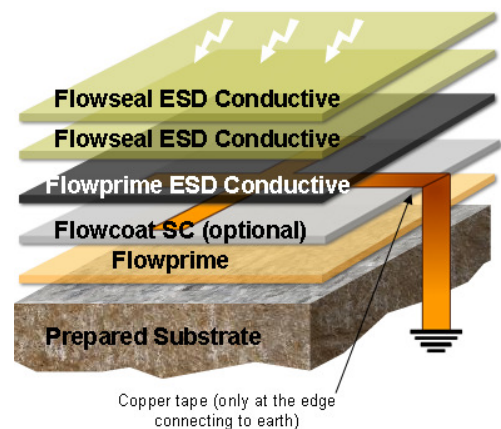 Flowseal ESD Conductive
Flowseal ESD Conductive
Flowprime ESD Conductive
Flowcoat SC (optional)
Flowprime
Prepared Substrate
Copper tape (only at the edge
connecting to earth)